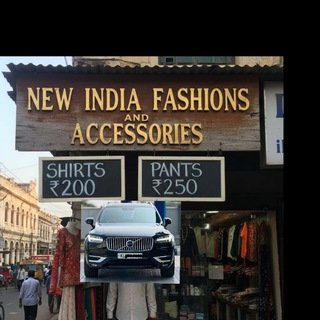 NEW INDIA FASHIONS
AND
ACCESSORIES
SHIRTS
₹200
PANTS
₹250